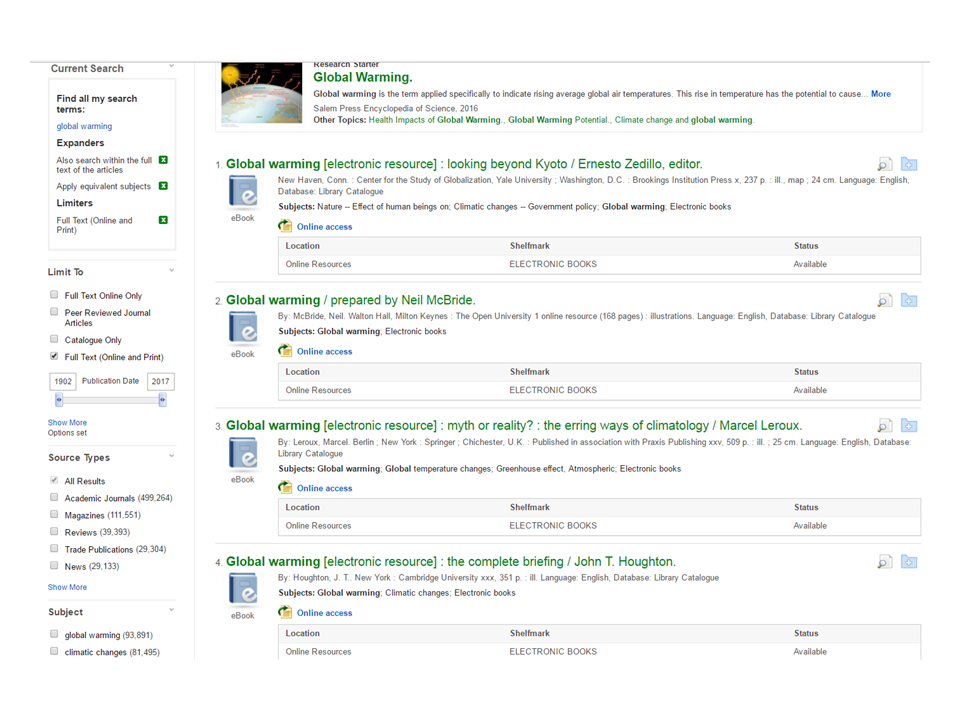 Current Search
Find all my search
terms:
global warming
Expanders
Also search within the full
text of the articles
Apply equivalent subjects
Limiters
Full Text (Online and
Print)
Limit To
Full Text Online Only
Peer Reviewed Journal
Articles
Catalogue Only
Full Text (Online and Print)
1902 Publication Date 2017
Show More
Options set
Source Types
All Results
Academic Journals (499,264)
Magazines (111,551)
Reviews (39,393)
Trade Publications (29,304)
News (29,133)
Show More
Subject
global warming (93,891)
climatic changes (81,495)
Research Starter
Global Warming.
Global warming is the term applied specifically to indicate rising average global air temperatures. This rise in temperature has the potential to cause... More
Salem Press Encyclopedia of Science, 2016
Other Topics: Health Impacts of Global Warming., Global Warming Potential., Climate change and global warming.
1. Global warming [electronic resource] : looking beyond Kyoto / Ernesto Zedillo, editor.
New Haven, Conn. : Center for the Study of Globalization, Yale University ; Washington, D.C. : Brookings Institution Press x, 237 p. : ill., map ; 24 cm. Language: English,
Database: Library Catalogue
Subjects: Nature -- Effect of human beings on; Climatic changes -- Government policy; Global warming; Electronic books
eBook
Online access
Location Shelfmark Status
Online Resources ELECTRONIC BOOKS Available
2. Global warming / prepared by Neil McBride.
By: McBride, Neil. Walton Hall, Milton Keynes : The Open University 1 online resource (168 pages) : illustrations. Language: English, Database: Library Catalogue
Subjects: Global warming; Electronic books
eBook
Online access
Location Shelfmark Status
Online Resources ELECTRONIC BOOKS Available
3. Global warming [electronic resource] : myth or reality? : the erring ways of climatology / Marcel Leroux.
By: Leroux, Marcel. Berlin ; New York : Springer ; Chichester, U.K. : Published in association with Praxis Publishing xxv, 509 p. : ill. ; 25 cm. Language: English, Database:
Library Catalogue
Subjects: Global warming; Global temperature changes; Greenhouse effect, Atmospheric; Electronic books
eBook
Online access
Location Shelfmark Status
Online Resources ELECTRONIC BOOKS Available
4. Global warming [electronic resource] : the complete briefing / John T. Houghton.
By: Houghton, J. T.. New York : Cambridge University xxx, 351 p. : ill. Language: English, Database: Library Catalogue
Subjects: Global warming; Climatic changes; Electronic books
eBook
Online access
Location Shelfmark Status
Online Resources ELECTRONIC BOOKS Available